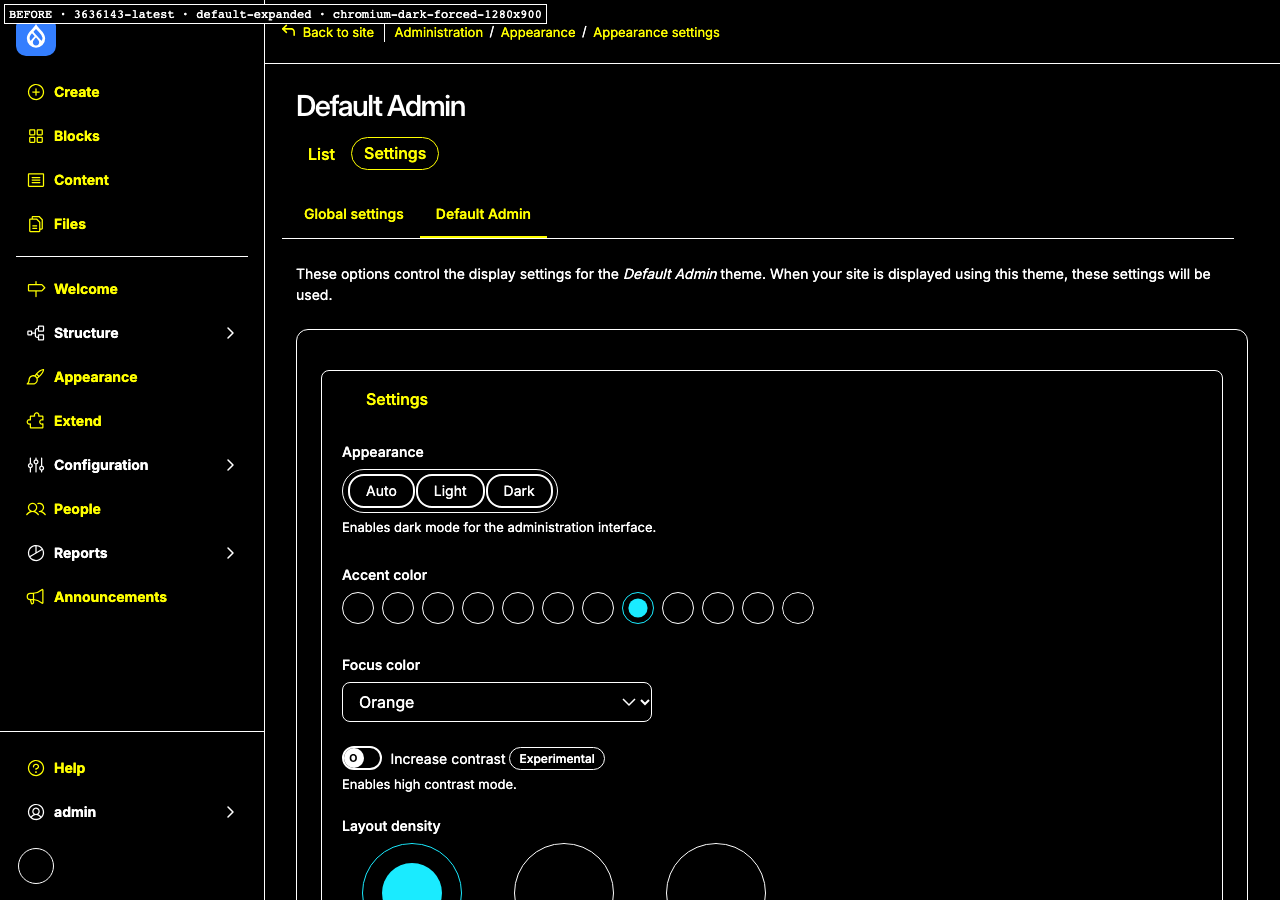 BEFORE · 3636143-latest · default-expanded · chromium-dark-forced-1280x900
Back to site
Administration / Appearance / Appearance settings
Create
Blocks
Content
Files
Welcome
Structure
Appearance
Extend
Configuration
People
Reports
Announcements
Help
admin
Default Admin
List
Settings
Global settings
Default Admin
These options control the display settings for the Default Admin theme. When your site is displayed using this theme, these settings will be
used.
Settings
Appearance
Auto
Light
Dark
Enables dark mode for the administration interface.
Accent color
Focus color
Orange
Increase contrast Experimental
Enables high contrast mode.
Layout density